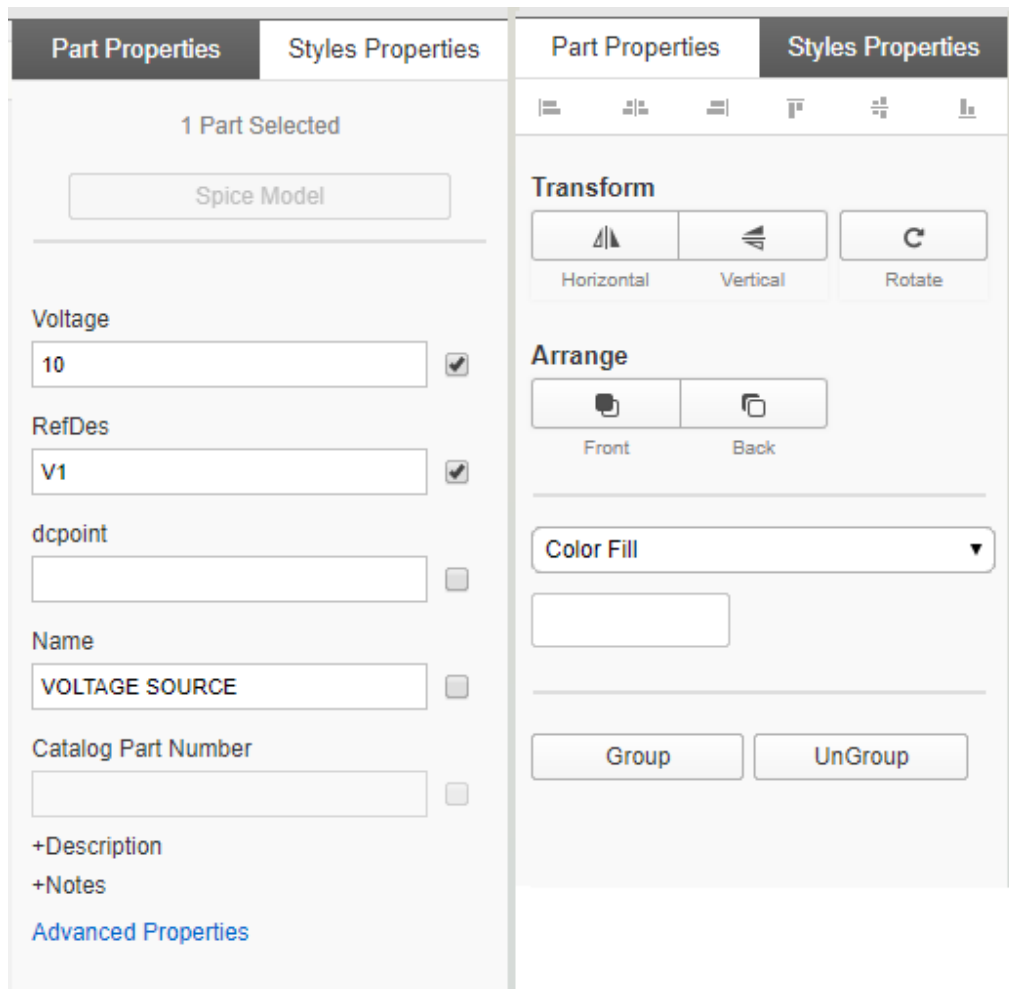 Part Properties
Styles Properties
1 Part Selected
Spice Model
Voltage
10
RefDes
V1
dcpoint
Name
VOLTAGE SOURCE
Catalog Part Number
+Description
+Notes
Advanced Properties
Part Properties
Styles Properties
Transform
Horizontal
Vertical
Rotate
Arrange
Front
Back
Color Fill
Group
UnGroup